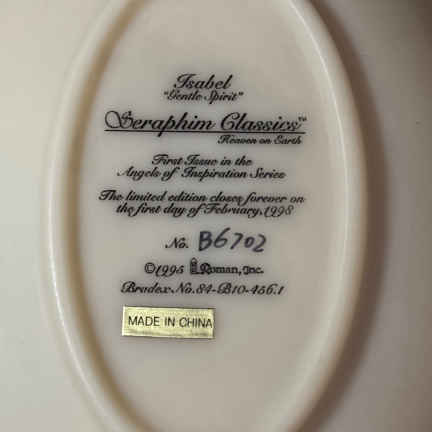 Isabel
"Gentle Spirit"
Seraphim Classics™
Heaven on Earth
First Issue in the
Angels of Inspiration Series
The limited edition closes forever on
the first day of February, 1998
No. B6702
©1995 Roman, Inc.
Bradex No. 84-B10-456.1
MADE IN CHINA